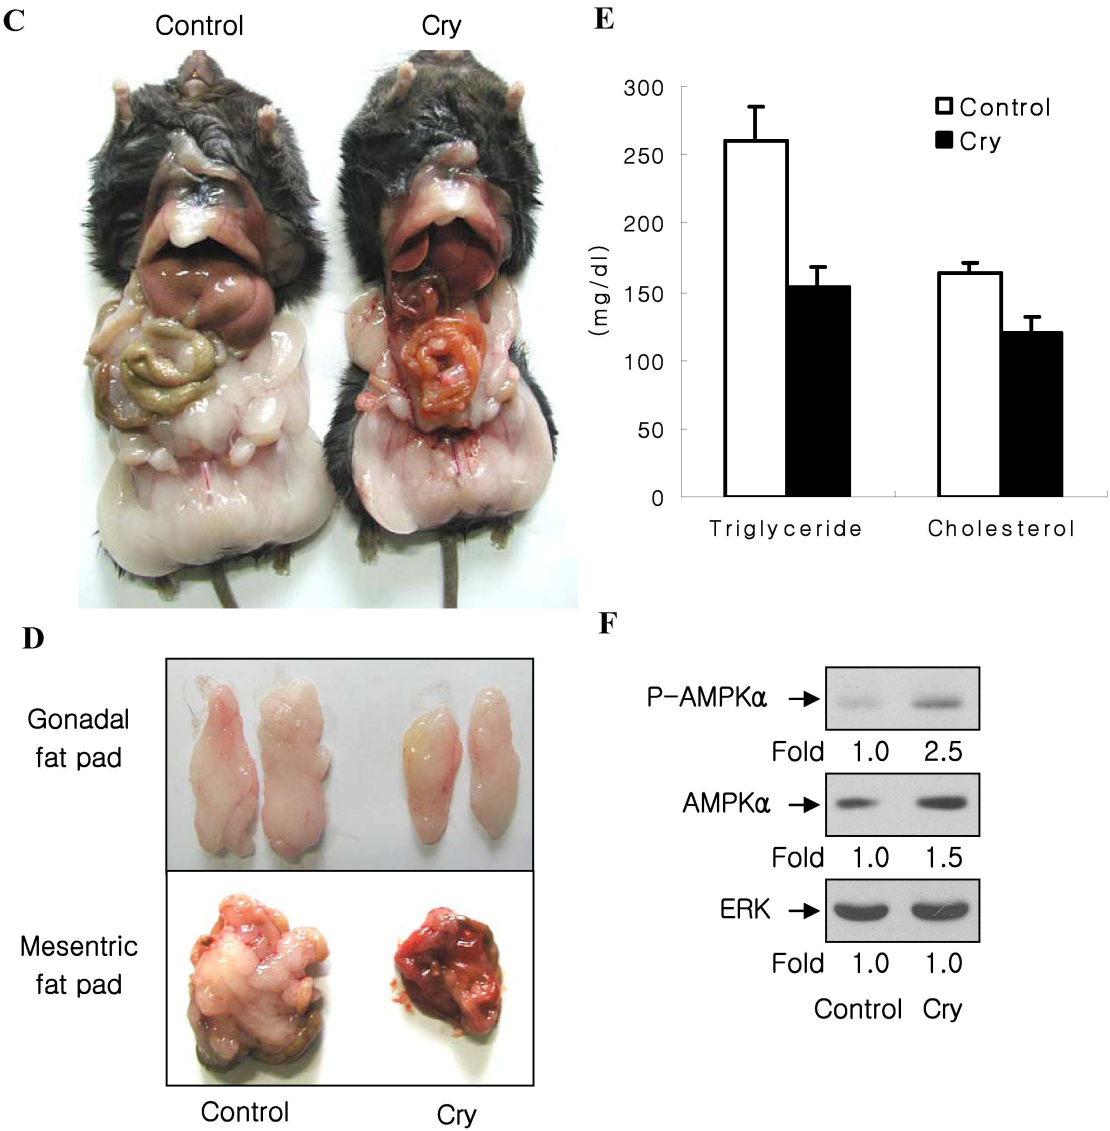 C
Control
Cry
E
300
250
200
150
100
50
0
(mg/dl)
Control
Cry
Triglyceride
Cholesterol
D
Gonadal
fat pad
Mesentric
fat pad
Control
Cry
F
P-AMPKα
Fold 1.0 2.5
AMPKα
Fold 1.0 1.5
ERK
Fold 1.0 1.0
Control Cry